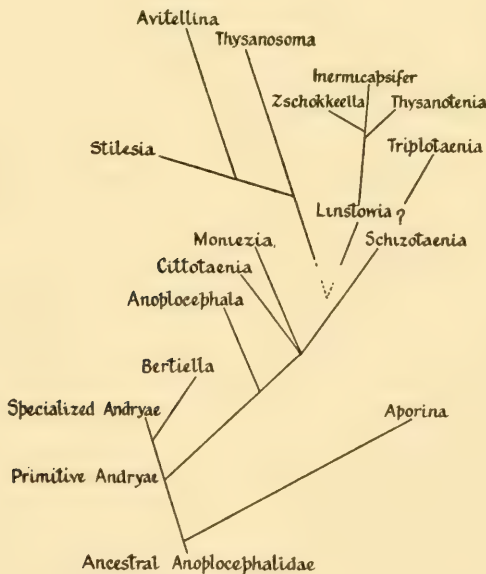 Avitellina
Thysanosoma
Inermicapsifer
Zschokkeella
Thysanotenia
Stilesia
Triplotaenia
Linstowia ?
Moniezia.
Schizotaenia
Cittotaenia
Anoplocephala
Bertiella
Specialized Andryae
Aporina
Primitive Andryae
Ancestral Anoplocephalidae